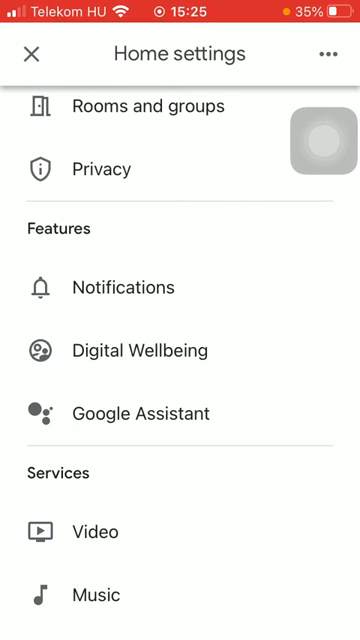 Telekom HU 15:25 35%
Home settings
Rooms and groups
Privacy
Features
Notifications
Digital Wellbeing
Google Assistant
Services
Video
Music